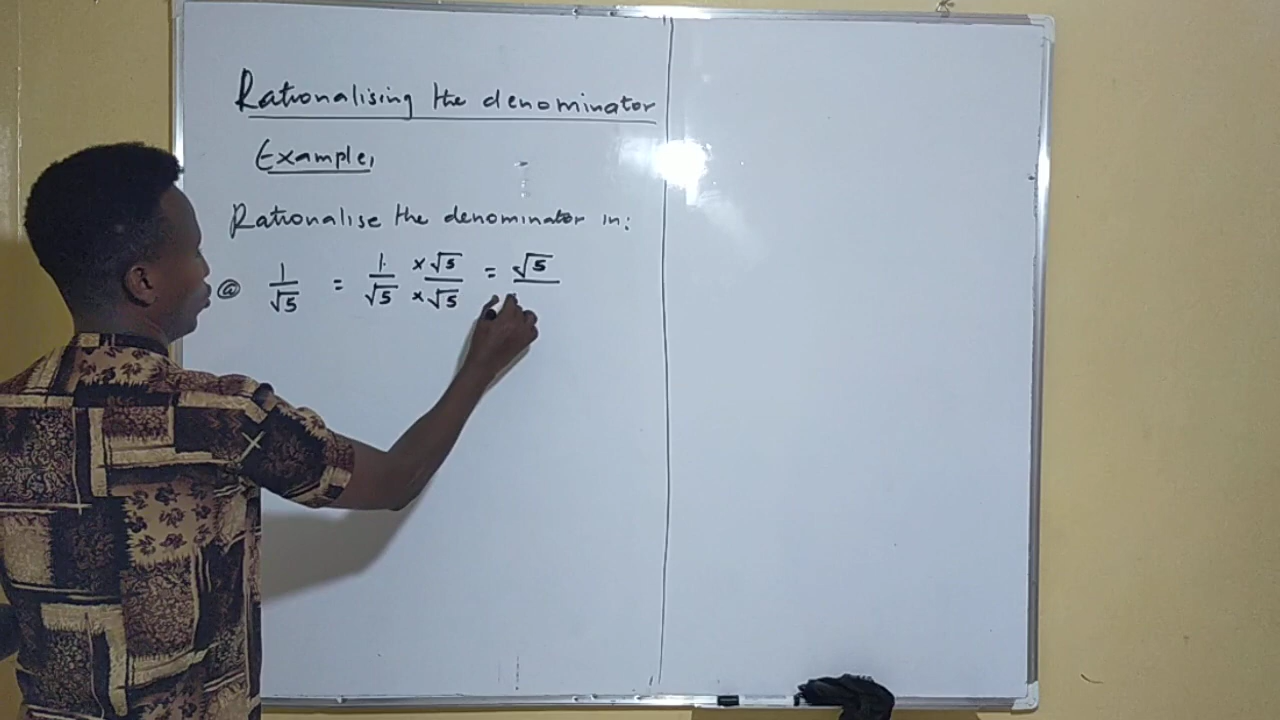 Rationalising the denominator
Example,
Rationalise the denominator in:
ⓐ 1/√5 = 1/√5 ×√5/×√5 = √5/